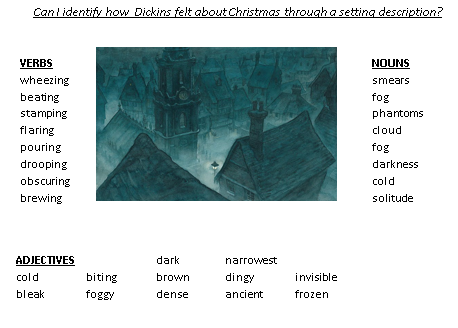 Can I identify how Dickins felt about Christmas through a setting description?
VERBS
wheezing
beating
stamping
flaring
pouring
drooping
obscuring
brewing
NOUNS
smears
fog
phantoms
cloud
fog
darkness
cold
solitude
ADJECTIVES dark narrowest
cold biting brown dingy invisible
bleak foggy dense ancient frozen